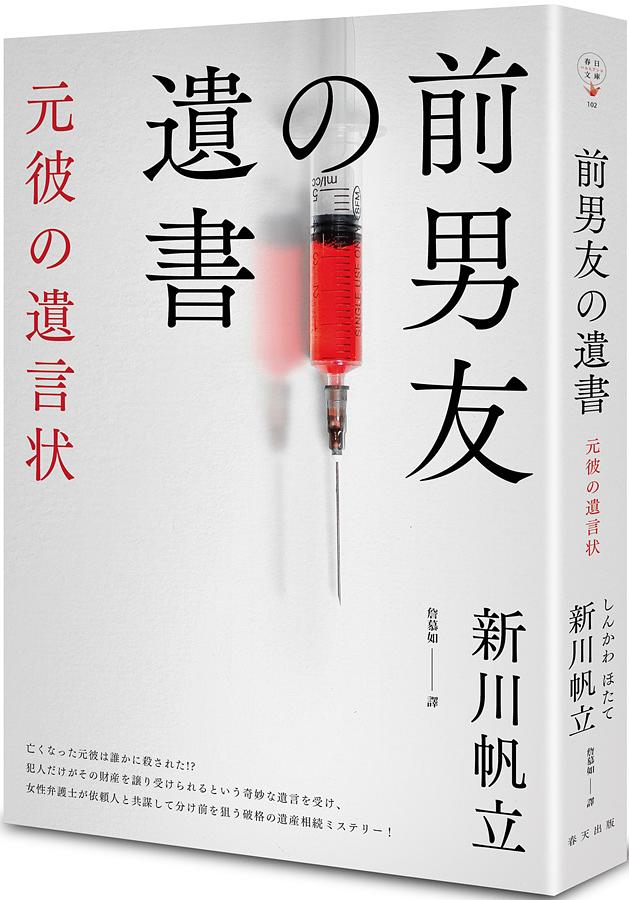 前男友
の
遺書
元彼の遺言状
新川帆立
詹慕如──譯
亡くなった元彼は誰かに殺された!?
犯人だけがその財産を譲り受けられるという奇妙な遺言を受け、
女性弁護士が依頼人と共謀して分け前を狙う破格の遺産相続ミステリー！
5
ml/cc
SFM
SINGLE USE ONLY
春日
文庫
102
前男友の遺書
元彼の遺言状
しんかわ ほたて
新川帆立
詹慕如──譯
春天出版